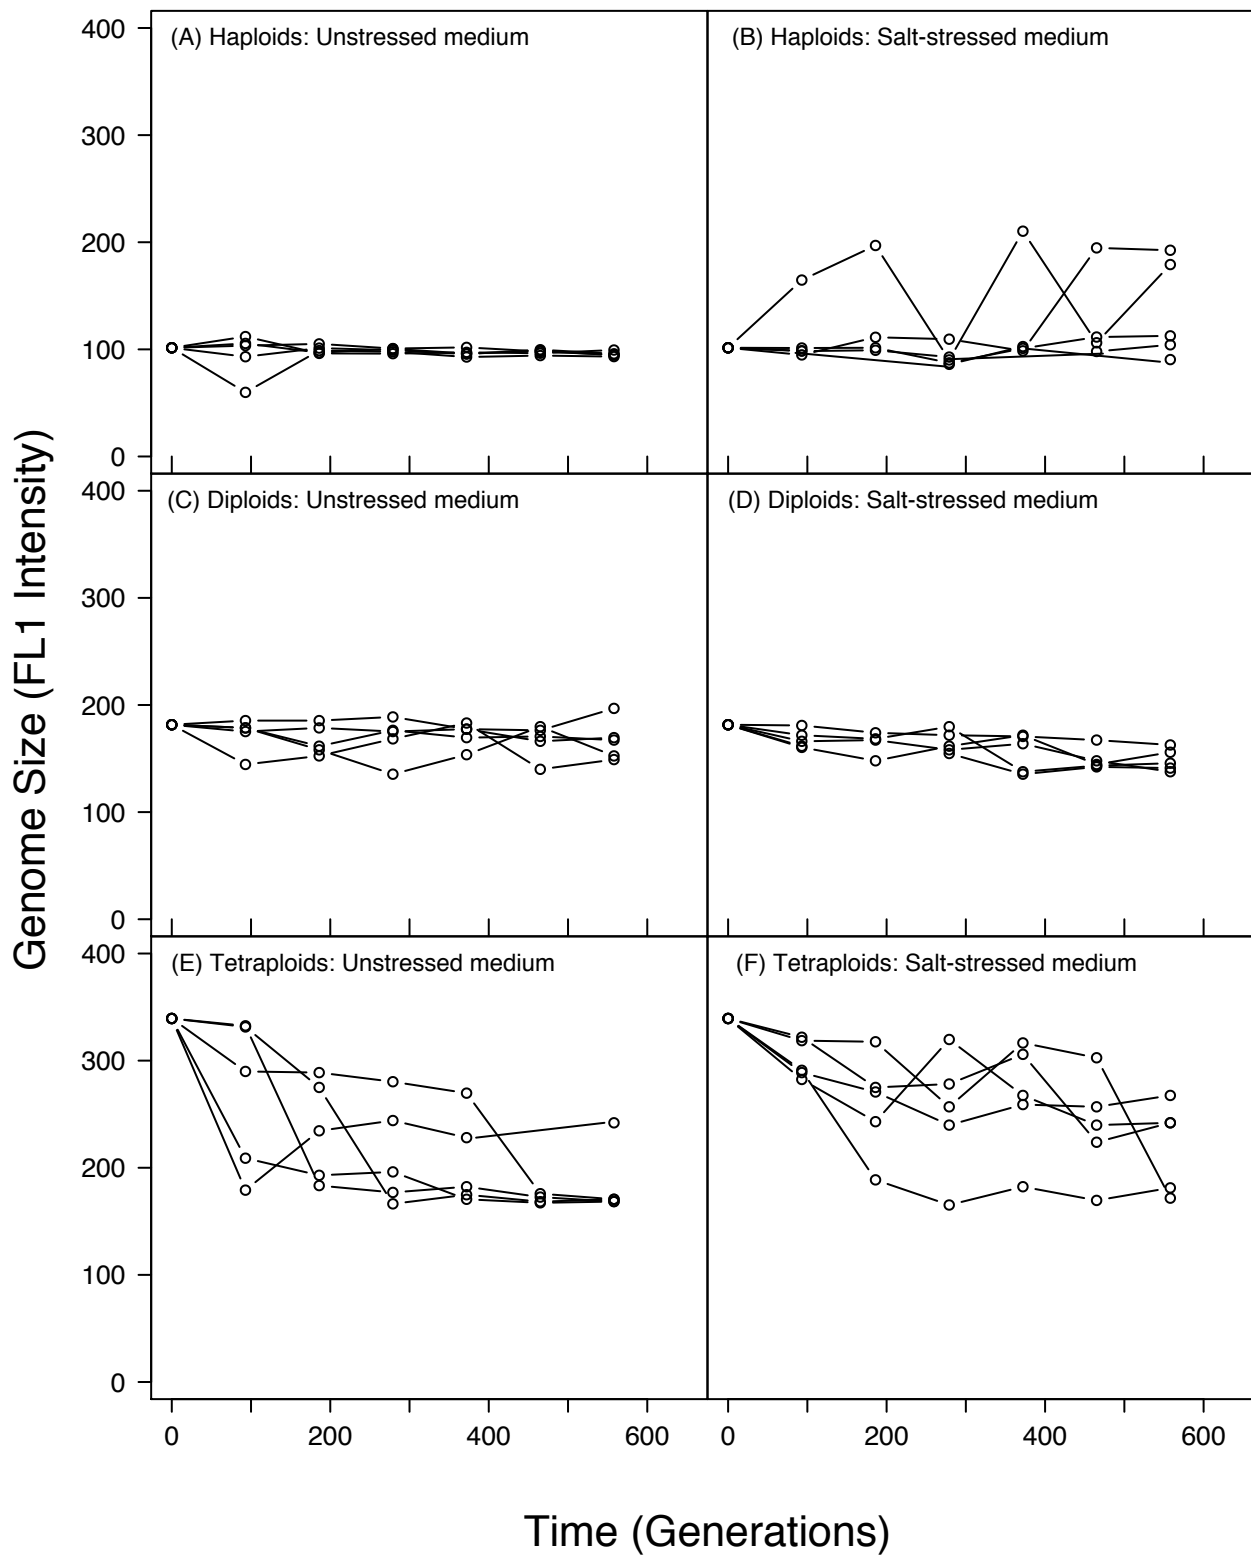 Genome Size (FL1 Intensity)
(A) Haploids: Unstressed medium
(B) Haploids: Salt-stressed medium
400
300
200
100
0
(C) Diploids: Unstressed medium
(D) Diploids: Salt-stressed medium
400
300
200
100
0
(E) Tetraploids: Unstressed medium
(F) Tetraploids: Salt-stressed medium
400
300
200
100
0
0 200 400 600
0 200 400 600
Time (Generations)